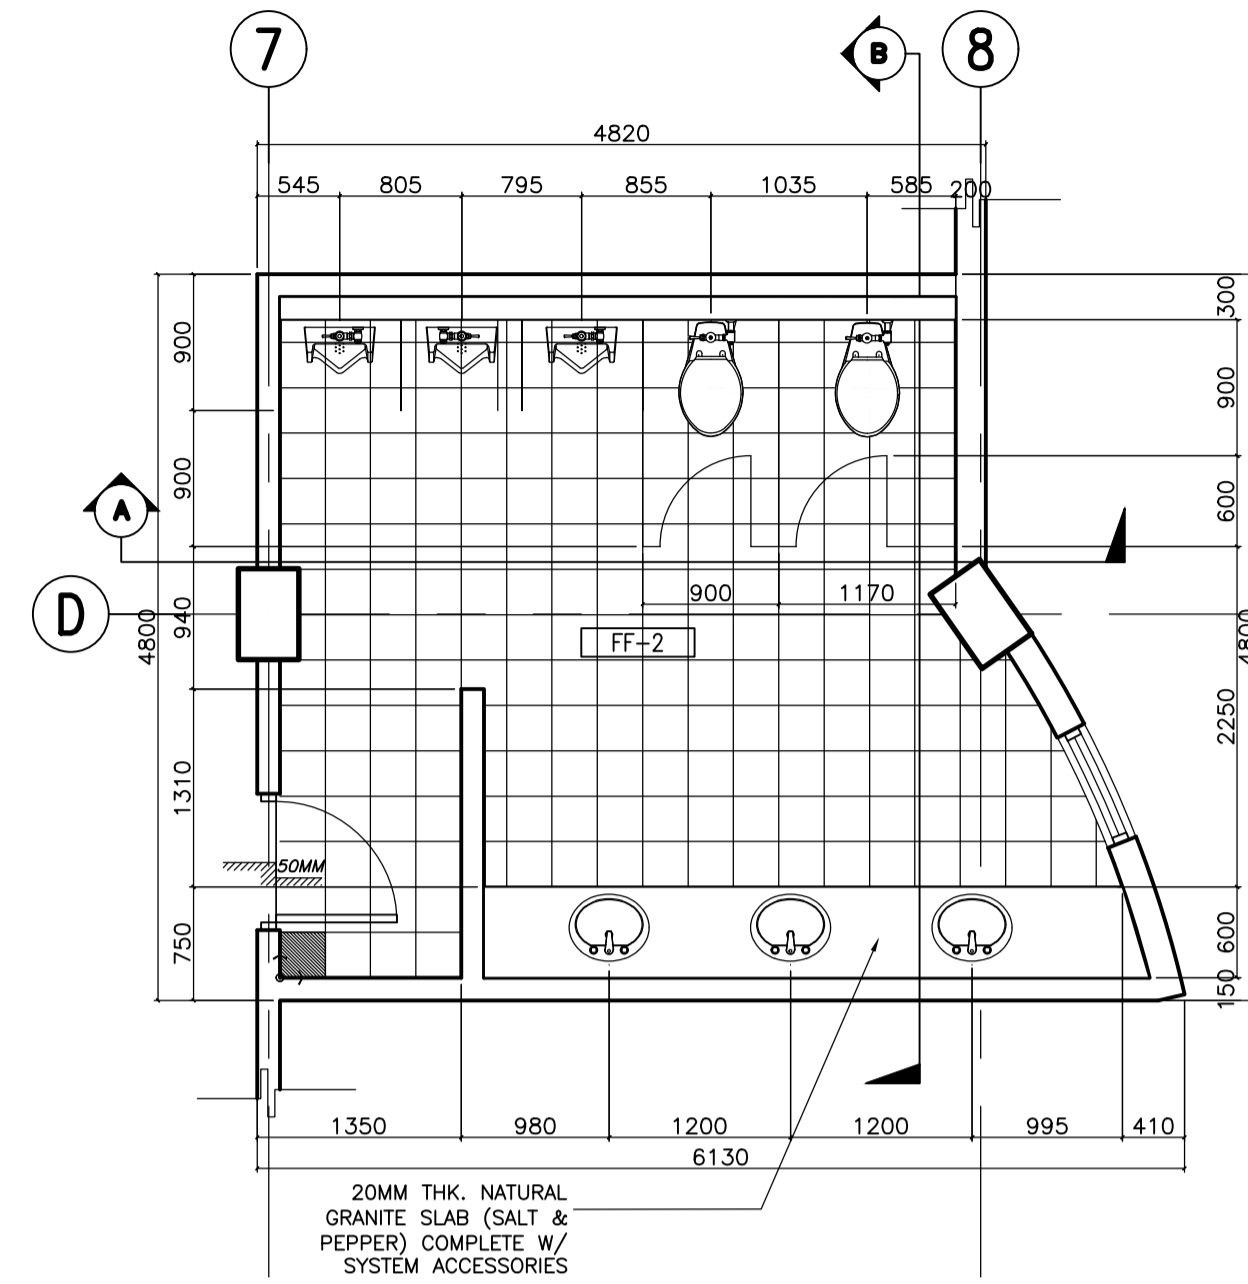 7
B
8
4820
545 805 795 855 1035 585 200
900
300
900
900
A
600
D
4800
940
900 1170
FF-2
4800
2250
1310
50MM
750
600
150
1350 980 1200 1200 995 410
6130
20MM THK. NATURAL
GRANITE SLAB (SALT &
PEPPER) COMPLETE W/
SYSTEM ACCESSORIES